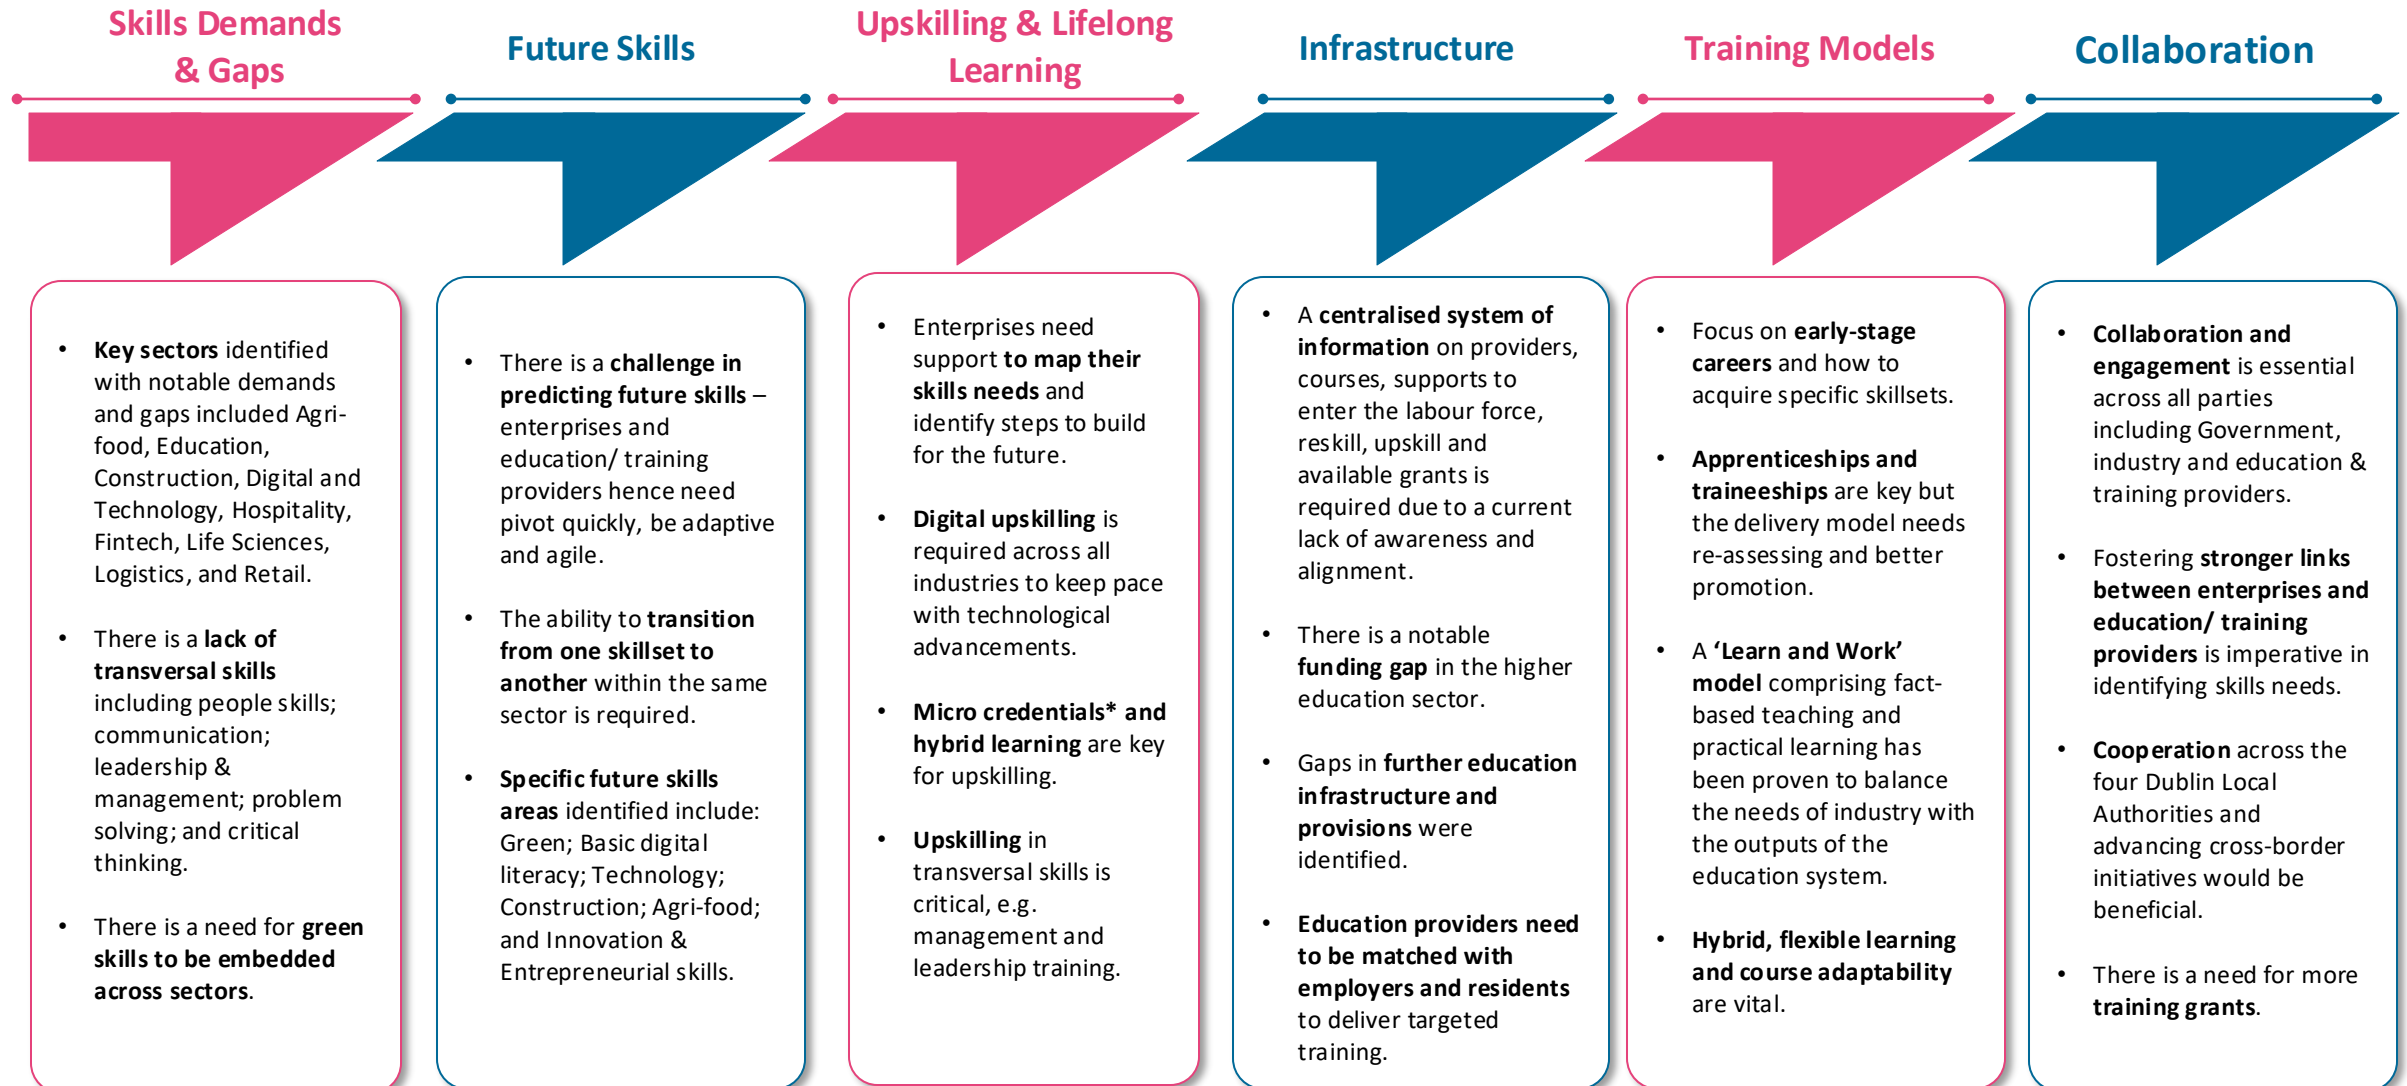 Skills Demands
& Gaps
Future Skills
Upskilling & Lifelong
Learning
Infrastructure
Training Models
Collaboration
• Key sectors identified
with notable demands
and gaps included Agri-
food, Education,
Construction, Digital and
Technology, Hospitality,
Fintech, Life Sciences,
Logistics, and Retail.
• There is a lack of
transversal skills
including people skills;
communication;
leadership &
management; problem
solving; and critical
thinking.
• There is a need for green
skills to be embedded
across sectors.
• There is a challenge in
predicting future skills –
enterprises and
education/ training
providers hence need
pivot quickly, be adaptive
and agile.
• The ability to transition
from one skillset to
another within the same
sector is required.
• Specific future skills
areas identified include:
Green; Basic digital
literacy; Technology;
Construction; Agri-food;
and Innovation &
Entrepreneurial skills.
• Enterprises need
support to map their
skills needs and
identify steps to build
for the future.
• Digital upskilling is
required across all
industries to keep pace
with technological
advancements.
• Micro credentials* and
hybrid learning are key
for upskilling.
• Upskilling in
transversal skills is
critical, e.g.
management and
leadership training.
• A centralised system of
information on providers,
courses, supports to
enter the labour force,
reskill, upskill and
available grants is
required due to a current
lack of awareness and
alignment.
• There is a notable
funding gap in the higher
education sector.
• Gaps in further education
infrastructure and
provisions were
identified.
• Education providers need
to be matched with
employers and residents
to deliver targeted
training.
• Focus on early-stage
careers and how to
acquire specific skillsets.
• Apprenticeships and
traineeships are key but
the delivery model needs
re-assessing and better
promotion.
• A ‘Learn and Work’
model comprising fact-
based teaching and
practical learning has
been proven to balance
the needs of industry with
the outputs of the
education system.
• Hybrid, flexible learning
and course adaptability
are vital.
• Collaboration and
engagement is essential
across all parties
including Government,
industry and education &
training providers.
• Fostering stronger links
between enterprises and
education/ training
providers is imperative in
identifying skills needs.
• Cooperation across the
four Dublin Local
Authorities and
advancing cross-border
initiatives would be
beneficial.
• There is a need for more
training grants.